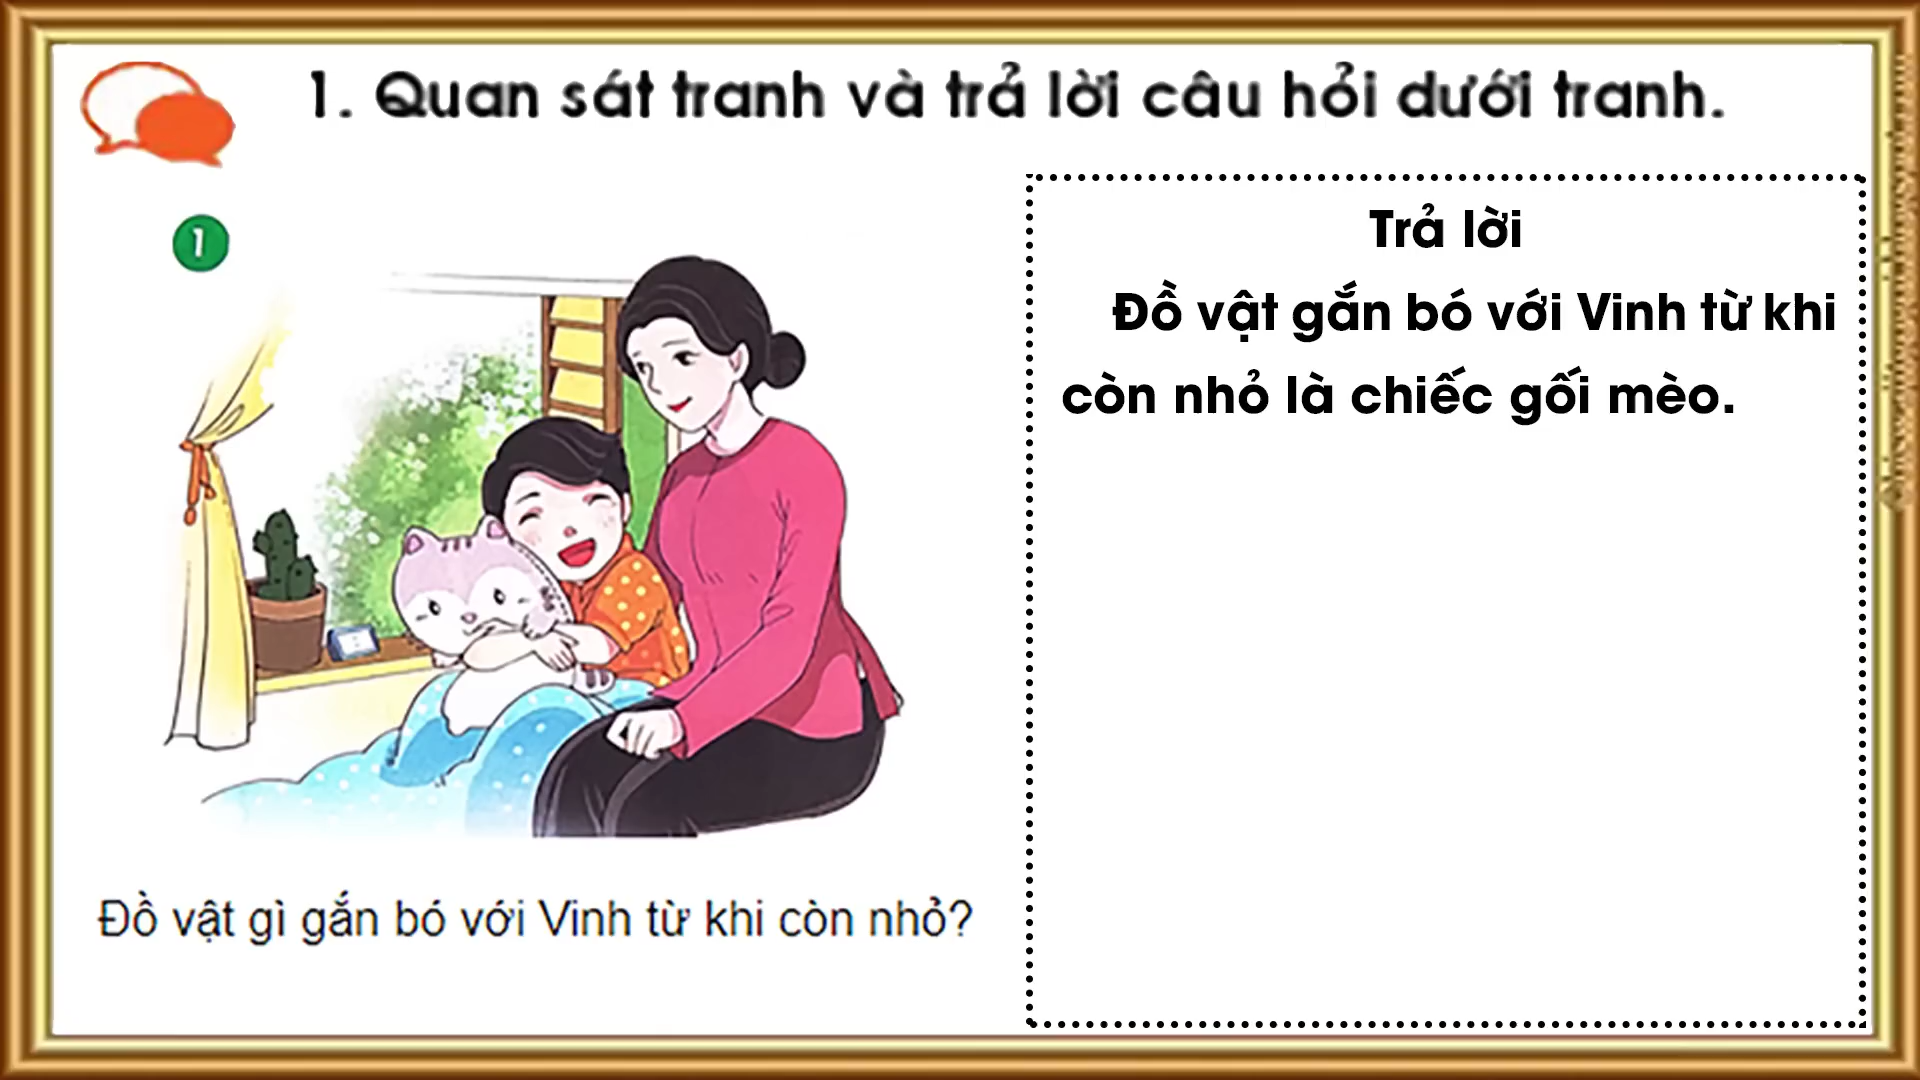 1. Quan sát tranh và trả lời câu hỏi dưới tranh.
1
Trả lời
Đồ vật gắn bó với Vinh từ khi
còn nhỏ là chiếc gối mèo.
Đồ vật gì gắn bó với Vinh từ khi còn nhỏ?